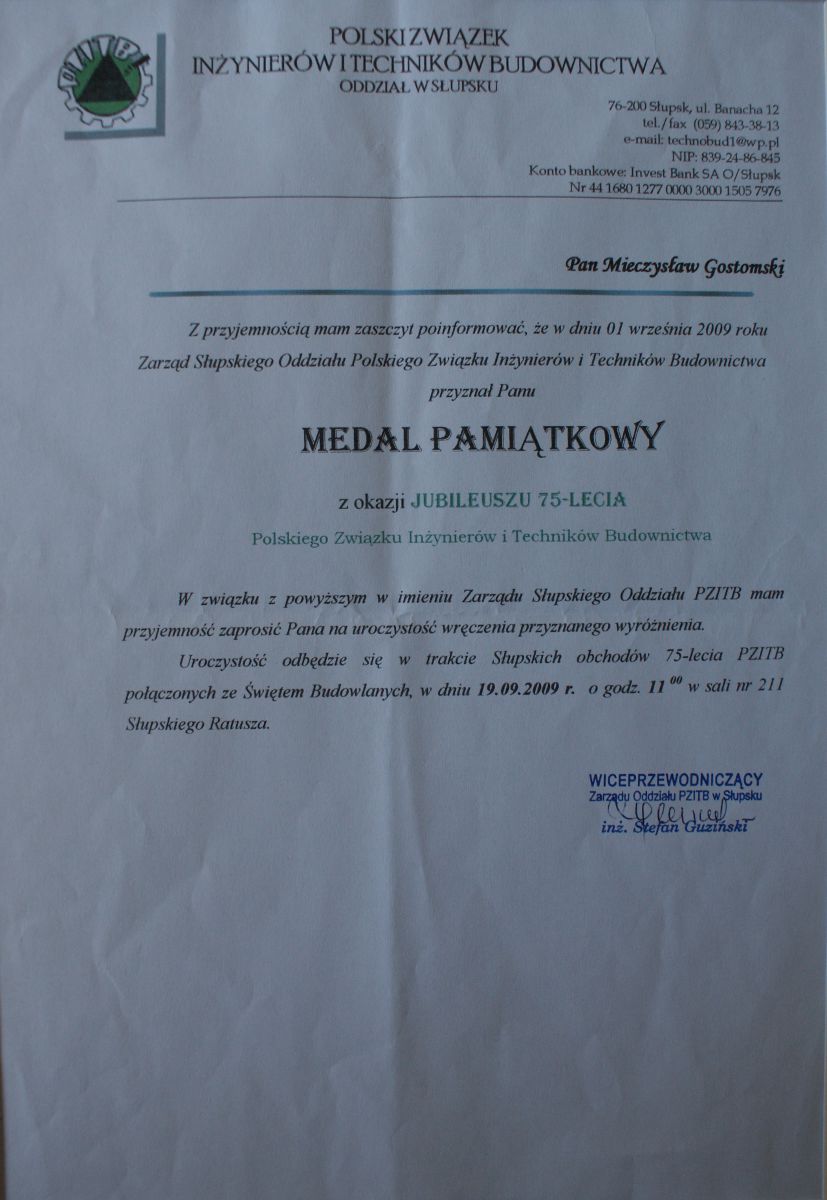 PZITB
POLSKI ZWIĄZEK
INŻYNIERÓW I TECHNIKÓW BUDOWNICTWA
ODDZIAŁ W SŁUPSKU
76-200 Słupsk, ul. Banacha 12
tel./fax (059) 843-38-13
e-mail: technobud1@wp.pl
NIP: 839-24-86-845
Konto bankowe: Invest Bank SA O/Słupsk
Nr 44 1680 1277 0000 3000 1505 7976
Pan Mieczysław Gostomski
Z przyjemnością mam zaszczyt poinformować, że w dniu 01 września 2009 roku
Zarząd Słupskiego Oddziału Polskiego Związku Inżynierów i Techników Budownictwa
przyznał Panu
MEDAL PAMIĄTKOWY
z okazji JUBILEUSZU 75-LECIA
Polskiego Związku Inżynierów i Techników Budownictwa
W związku z powyższym w imieniu Zarządu Słupskiego Oddziału PZITB mam
przyjemność zaprosić Pana na uroczystość wręczenia przyznanego wyróżnienia.
Uroczystość odbędzie się w trakcie Słupskich obchodów 75-lecia PZITB
połączonych ze Świętem Budowlanych, w dniu 19.09.2009 r. o godz. 11 00 w sali nr 211
Słupskiego Ratusza.
WICEPRZEWODNICZĄCY
Zarządu Oddziału PZITB w Słupsku
inż. Stefan Guziński